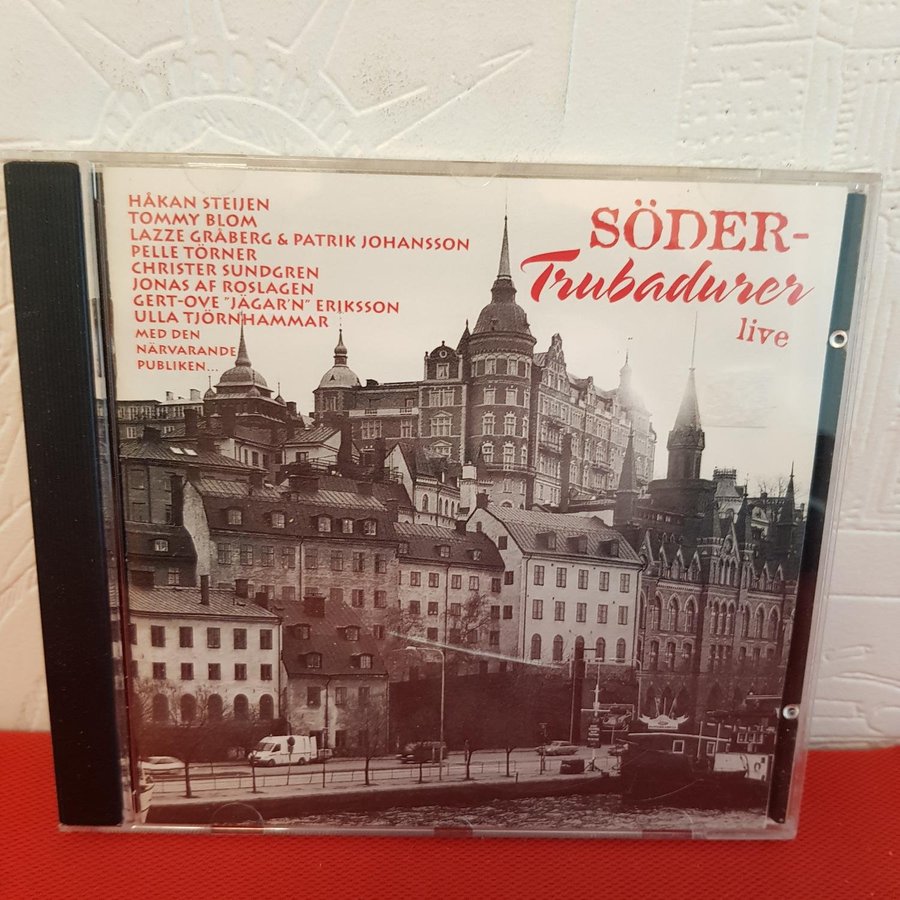 HÅKAN STEIJEN
TOMMY BLOM
LAZZE GRÅBERG & PATRIK JOHANSSON
PELLE TÖRNER
CHRISTER SUNDGREN
JONAS AF ROSLAGEN
GERT-OVE "JÄGAR'N" ERIKSSON
ULLA TJÖRNHAMMAR
MED DEN
NÄRVARANDE
PUBLIKEN...
SÖDER-
Trubadurer
live